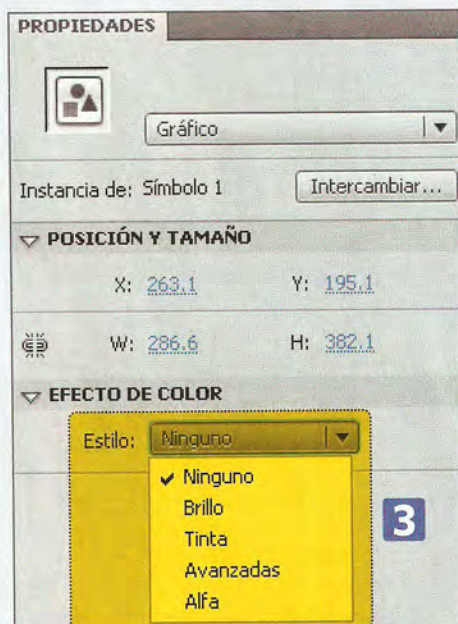 PROPIEDADES
Gráfico
Instancia de: Símbolo 1 Intercambiar...
POSICIÓN Y TAMAÑO
X: 263,1 Y: 195,1
W: 286.6 H: 382,1
EFECTO DE COLOR
Estilo: Ninguno
Ninguno
Brillo
Tinta
Avanzadas
Alfa
3